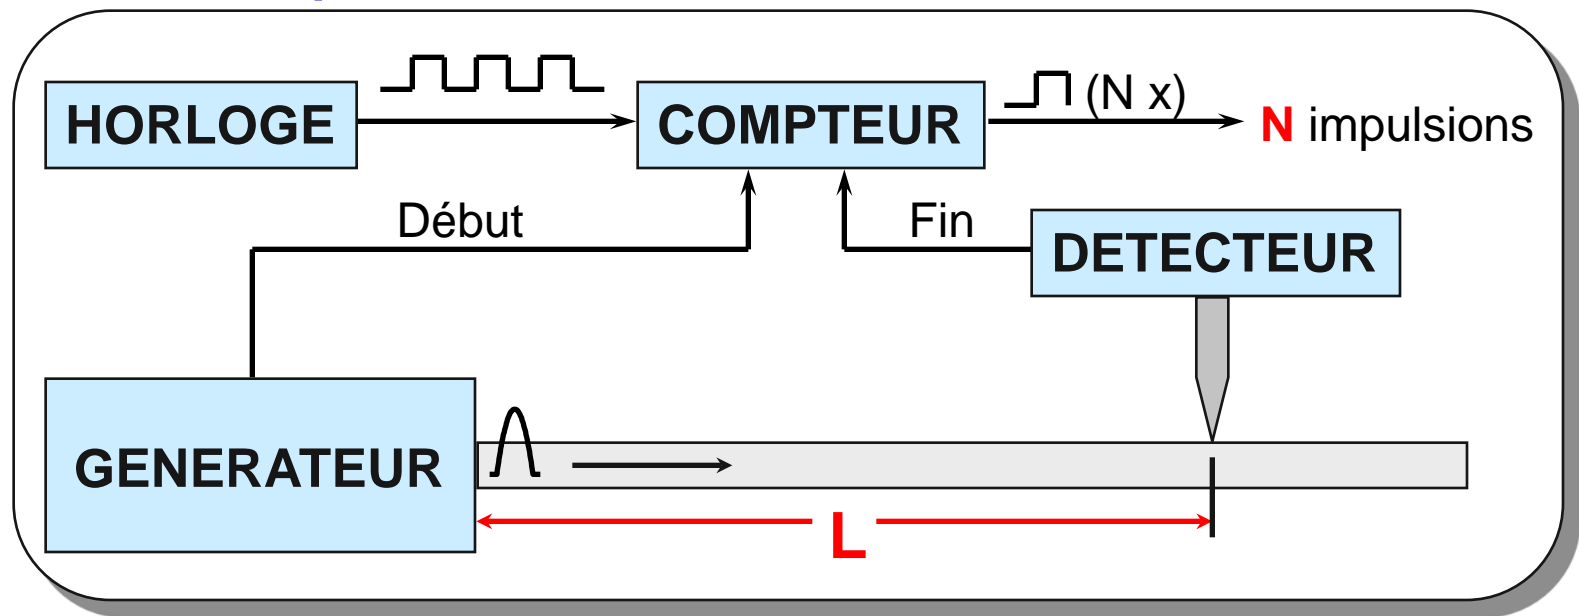 HORLOGE
COMPTEUR
(N x)
N impulsions
Début
Fin
DETECTEUR
GENERATEUR
L